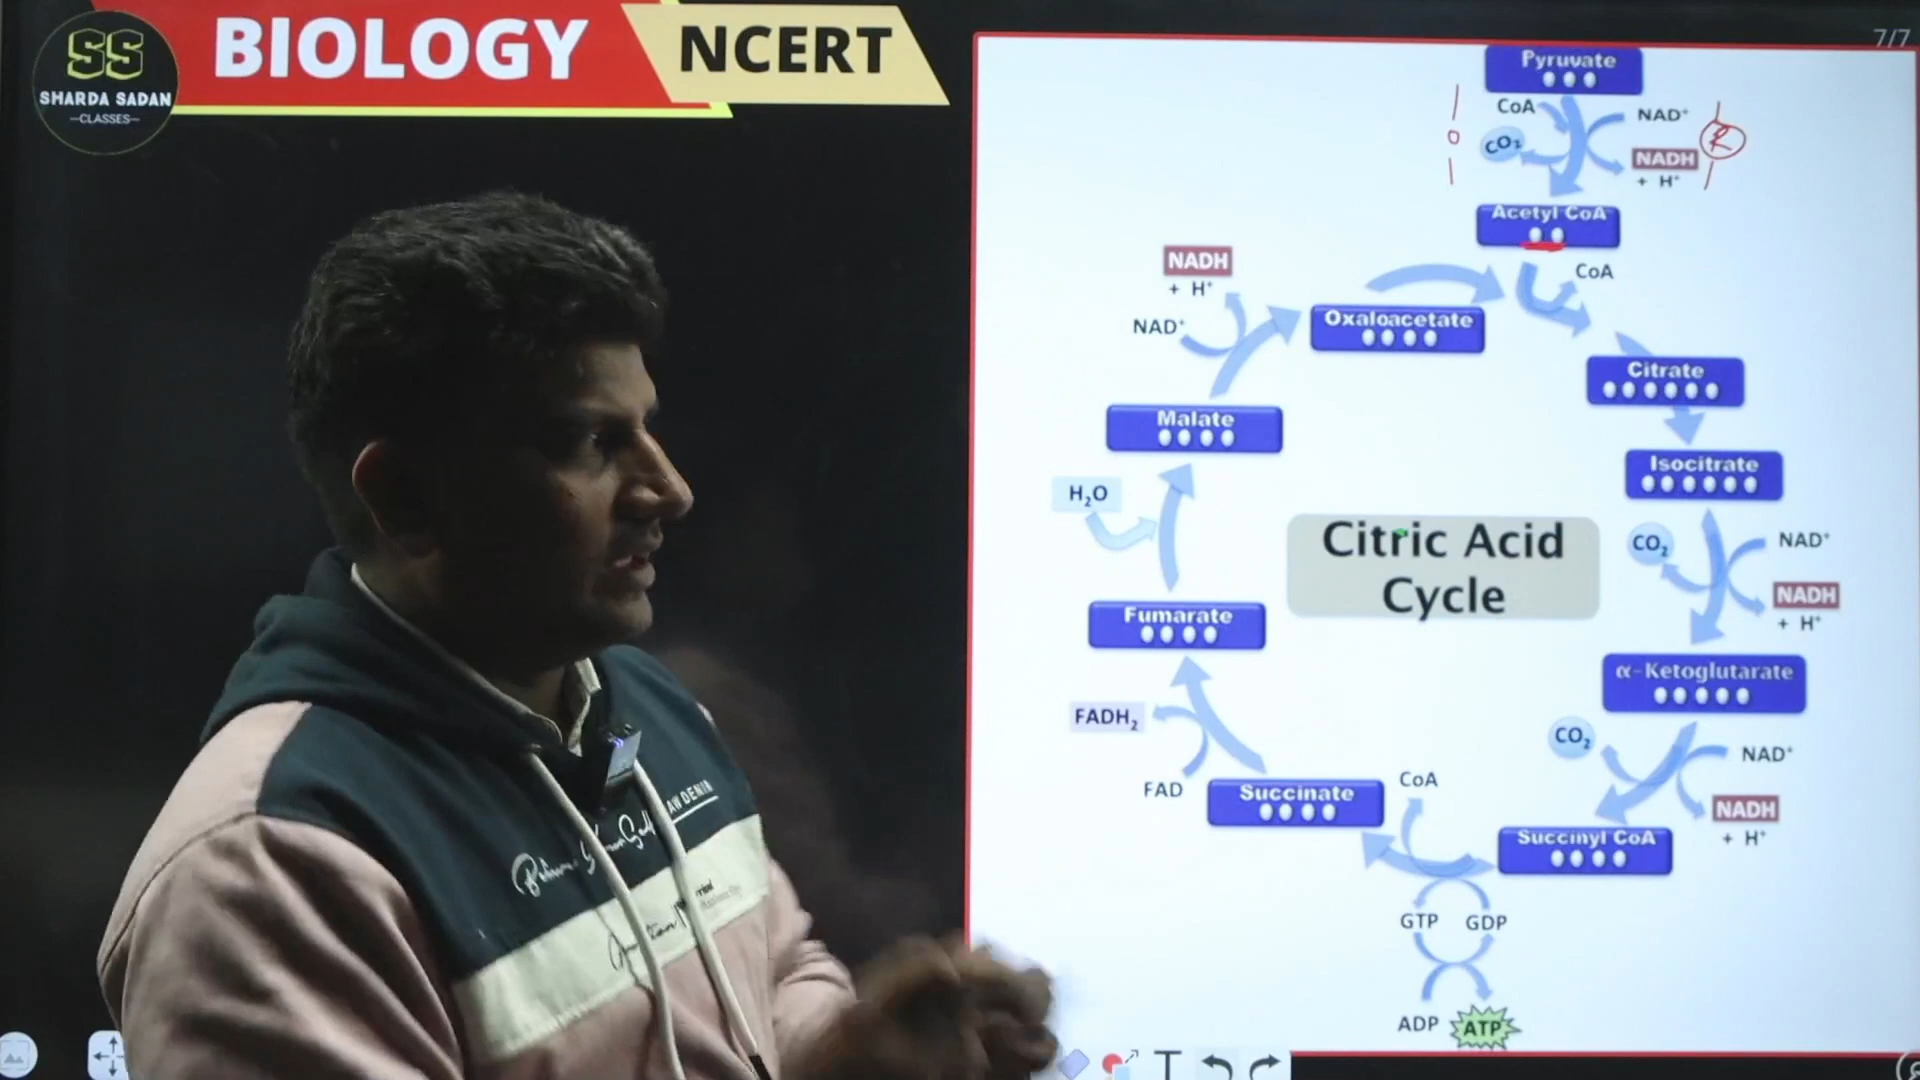 SS
SHARDA SADAN
—CLASSES—
BIOLOGY
NCERT
7/7
Pyruvate
CoA
NAD⁺
CO₂
NADH
+ H⁺
O
R
Acetyl CoA
CoA
NADH
+ H⁺
NAD⁺
Oxaloacetate
Citrate
Malate
Isocitrate
H₂O
Citric Acid
Cycle
CO₂
NAD⁺
NADH
+ H⁺
Fumarate
α-Ketoglutarate
FADH₂
CO₂
NAD⁺
FAD
Succinate
CoA
NADH
+ H⁺
Succinyl CoA
GTP
GDP
ADP
ATP
T